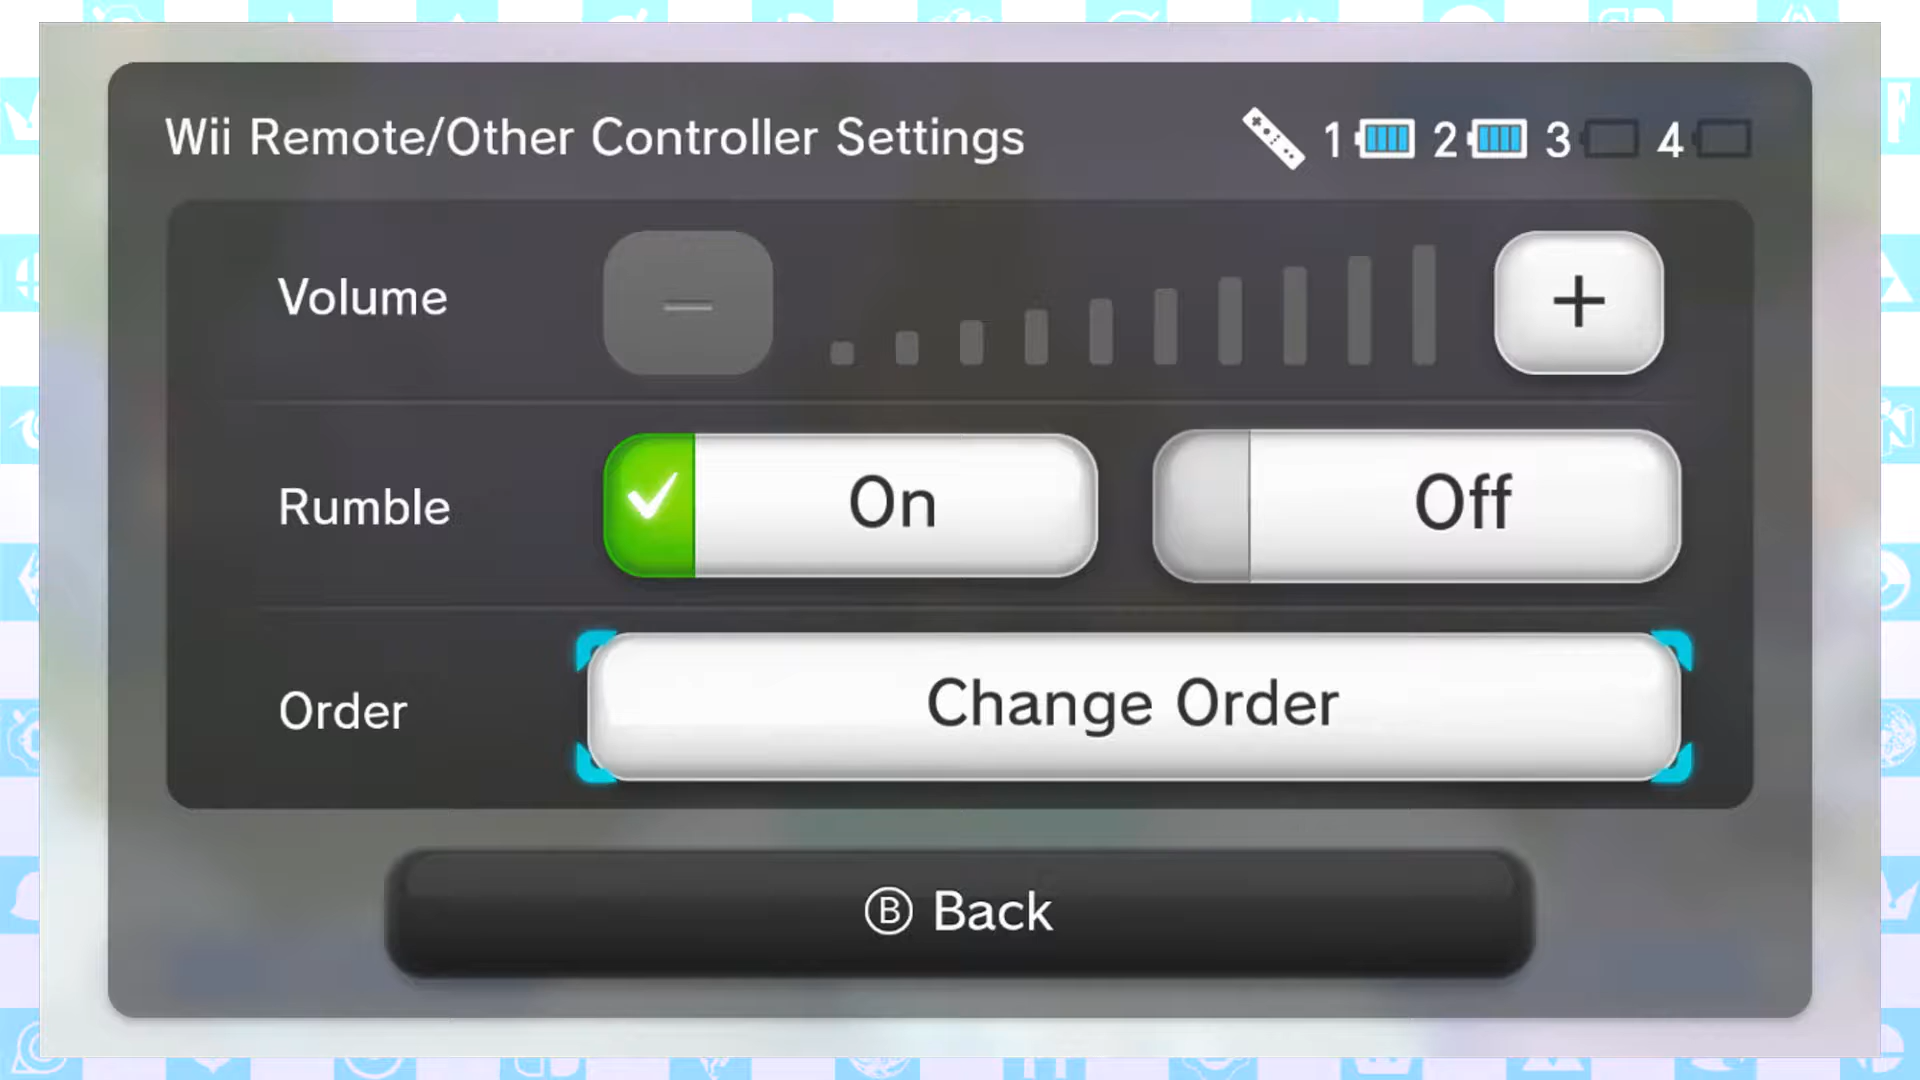 Wii Remote/Other Controller Settings 1 2 3 4
Volume − +
Rumble On Off
Order Change Order
Ⓑ Back